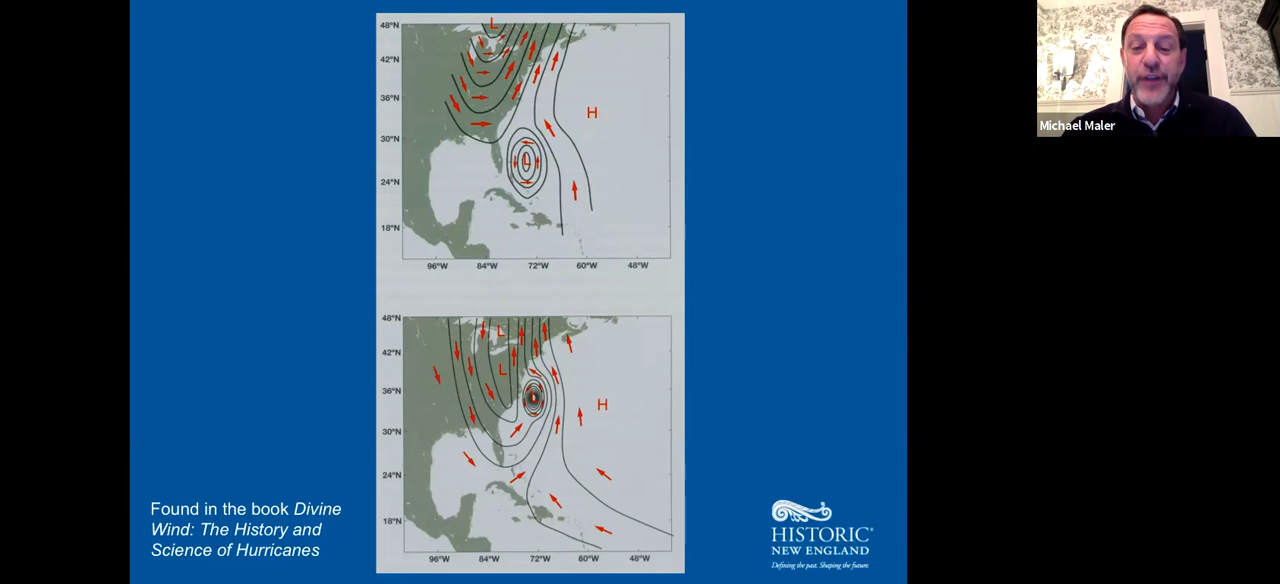 48°N
42°N
36°N
30°N
24°N
18°N
L
H
L
96°W 84°W 72°W 60°W 48°W
48°N
42°N
36°N
30°N
24°N
18°N
L
L
H
96°W 84°W 72°W 60°W 48°W
Found in the book Divine
Wind: The History and
Science of Hurricanes
HISTORIC®
NEW ENGLAND
Defining the past. Shaping the future.
Michael Maler